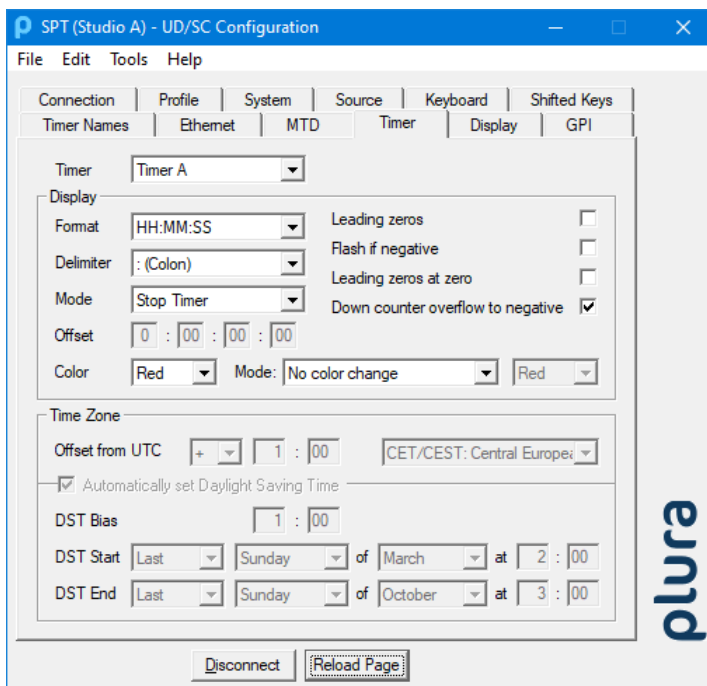 SPT (Studio A) - UD/SC Configuration
File Edit Tools Help
Connection Profile System Source Keyboard Shifted Keys
Timer Names Ethernet MTD Timer Display GPI
Timer Timer A
Display
Format HH:MM:SS Leading zeros
Flash if negative
Delimiter : (Colon)
Leading zeros at zero
Mode Stop Timer Down counter overflow to negative
Offset 0 : 00 : 00 : 00
Color Red Mode: No color change Red
Time Zone
Offset from UTC + 1 : 00 CET/CEST: Central Europea
Automatically set Daylight Saving Time
DST Bias 1 : 00
DST Start Last Sunday of March at 2 : 00
DST End Last Sunday of October at 3 : 00
Disconnect Reload Page
plura